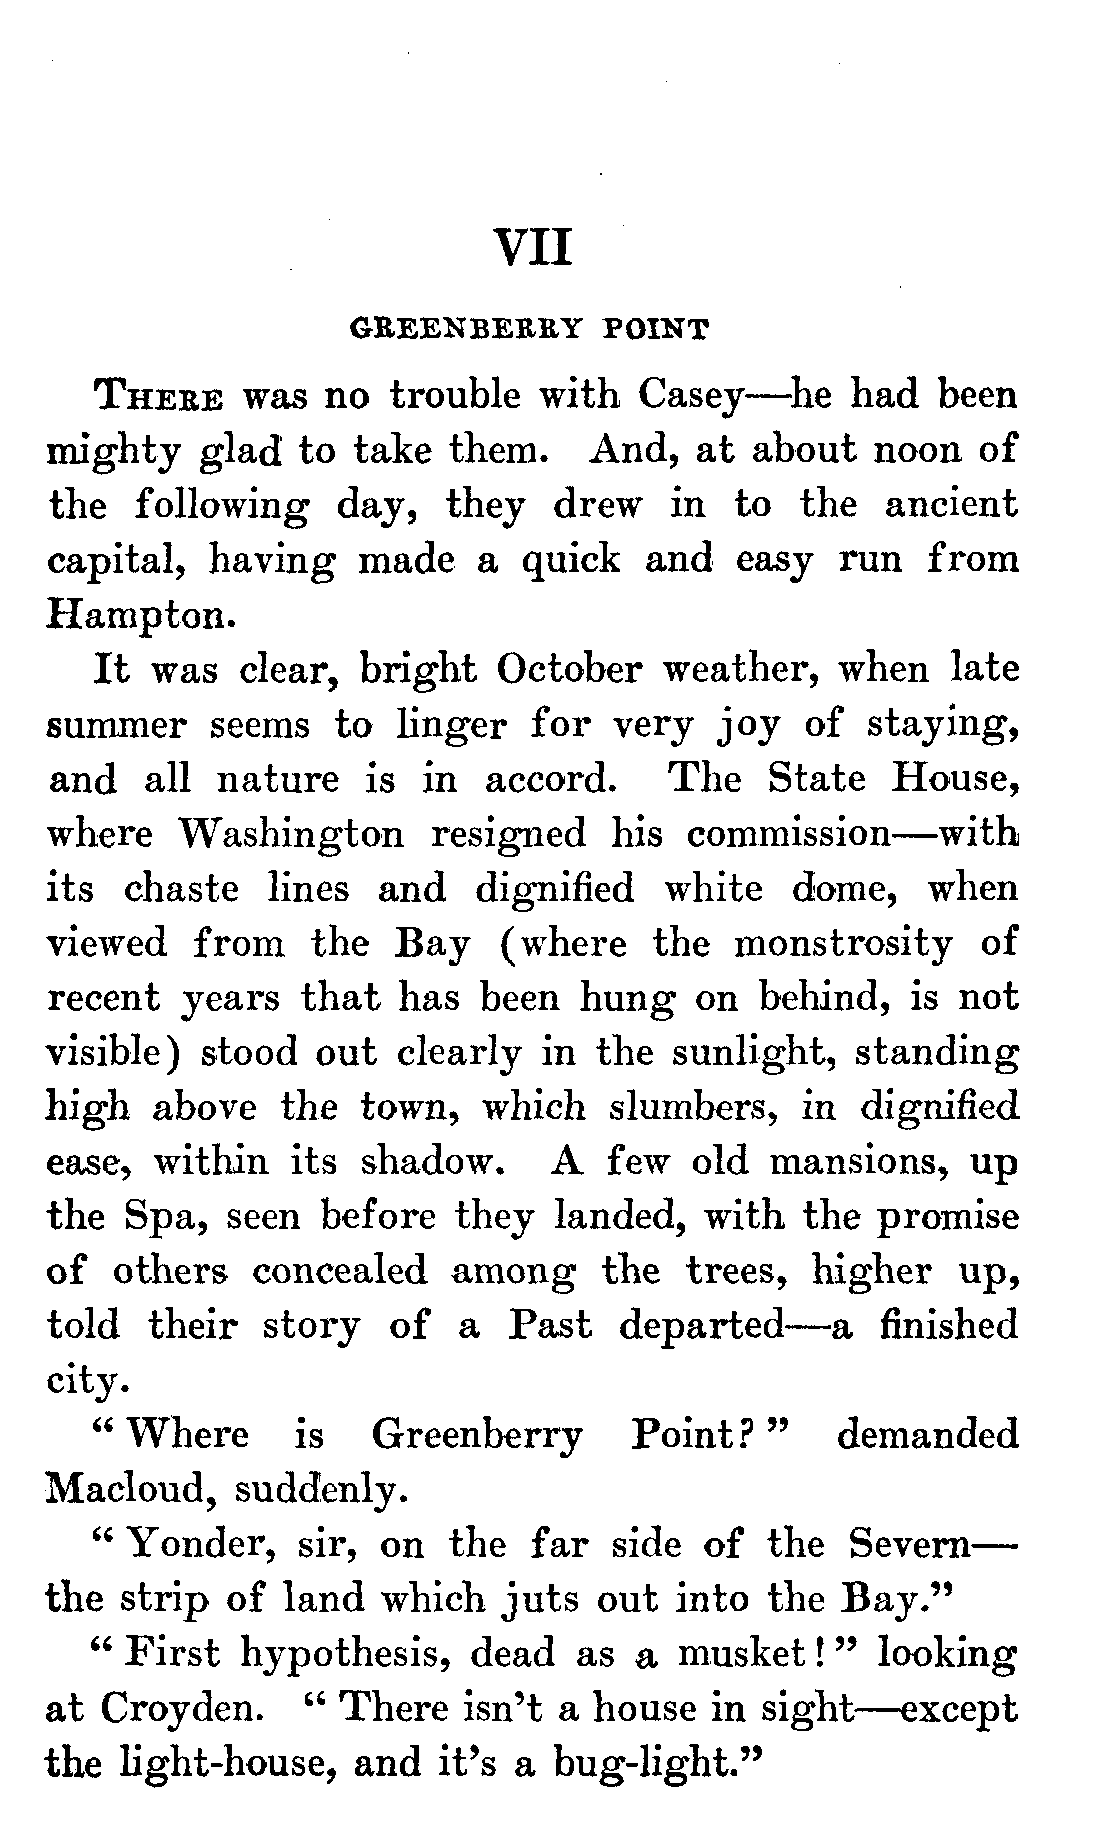 VII
GREENBERRY POINT
THERE was no trouble with Casey—he had been
mighty glad to take them. And, at about noon of
the following day, they drew in to the ancient
capital, having made a quick and easy run from
Hampton.
It was clear, bright October weather, when late
summer seems to linger for very joy of staying,
and all nature is in accord. The State House,
where Washington resigned his commission—with
its chaste lines and dignified white dome, when
viewed from the Bay (where the monstrosity of
recent years that has been hung on behind, is not
visible) stood out clearly in the sunlight, standing
high above the town, which slumbers, in dignified
ease, within its shadow. A few old mansions, up
the Spa, seen before they landed, with the promise
of others concealed among the trees, higher up,
told their story of a Past departed—a finished
city.
“ Where is Greenberry Point? ” demanded
Macloud, suddenly.
“ Yonder, sir, on the far side of the Severn—
the strip of land which juts out into the Bay.”
“ First hypothesis, dead as a musket! ” looking
at Croyden. “ There isn’t a house in sight—except
the light-house, and it’s a bug-light.”